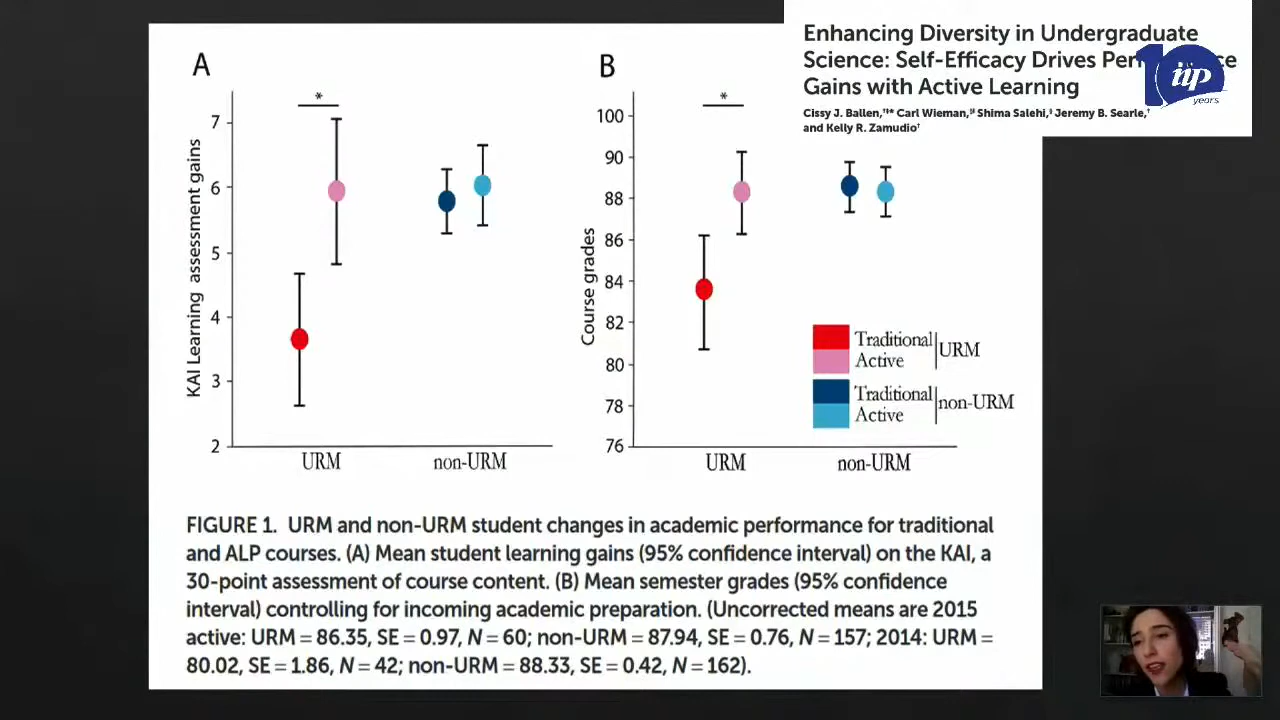 Enhancing Diversity in Undergraduate
Science: Self-Efficacy Drives
Gains with Active Learning
Cissy J. Ballen,†‡* Carl Wieman,§∥ Shima Salehi,§ Jeremy B. Searle,†
and Kelly R. Zamudio†
iip
years
A
*
KAI Learning assessment gains
7
6
5
4
3
2
URM
non-URM
B
*
Course grades
100
90
88
86
84
82
80
78
76
URM
non-URM
Traditional
Active
URM
Traditional
Active
non-URM
FIGURE 1. URM and non-URM student changes in academic performance for traditional
and ALP courses. (A) Mean student learning gains (95% confidence interval) on the KAI, a
30-point assessment of course content. (B) Mean semester grades (95% confidence
interval) controlling for incoming academic preparation. (Uncorrected means are 2015
active: URM = 86.35, SE = 0.97, N = 60; non-URM = 87.94, SE = 0.76, N = 157; 2014: URM =
80.02, SE = 1.86, N = 42; non-URM = 88.33, SE = 0.42, N = 162).